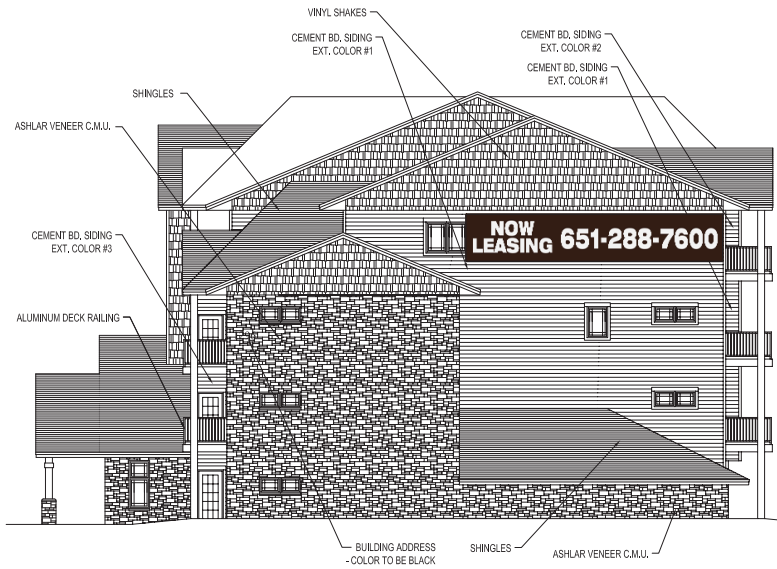 VINYL SHAKES
CEMENT BD. SIDING
EXT. COLOR #1
CEMENT BD. SIDING
EXT. COLOR #2
CEMENT BD. SIDING
EXT. COLOR #1
SHINGLES
ASHLAR VENEER C.M.U.
NOW
LEASING 651-288-7600
CEMENT BD. SIDING
EXT. COLOR #3
ALUMINUM DECK RAILING
BUILDING ADDRESS
- COLOR TO BE BLACK
SHINGLES
ASHLAR VENEER C.M.U.